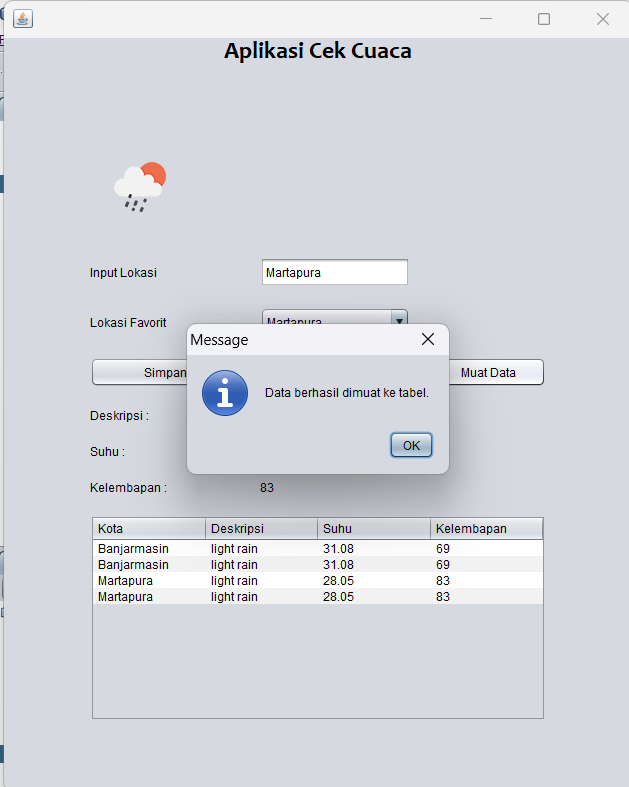 Aplikasi Cek Cuaca
Input Lokasi Martapura
Lokasi Favorit Martapura
Message
Data berhasil dimuat ke tabel.
OK
Simpan Muat Data
Deskripsi :
Suhu :
Kelembapan : 83
Kota Deskripsi Suhu Kelembapan
Banjarmasin light rain 31.08 69
Banjarmasin light rain 31.08 69
Martapura light rain 28.05 83
Martapura light rain 28.05 83